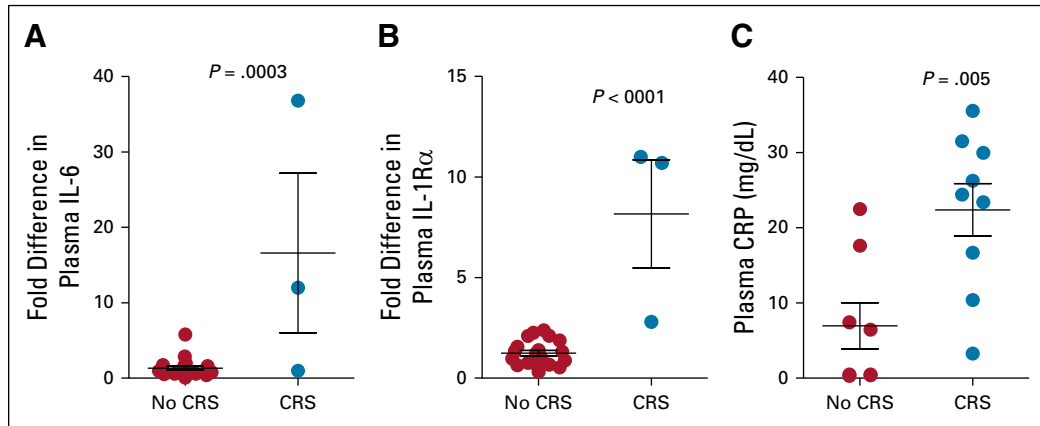 A
P = .0003
Fold Difference in
Plasma IL-6
40
30
20
10
0
No CRS
CRS
B
P < 0001
Fold Difference in
Plasma IL-1Rα
15
10
5
0
No CRS
CRS
C
P = .005
Plasma CRP (mg/dL)
40
30
20
10
0
No CRS
CRS